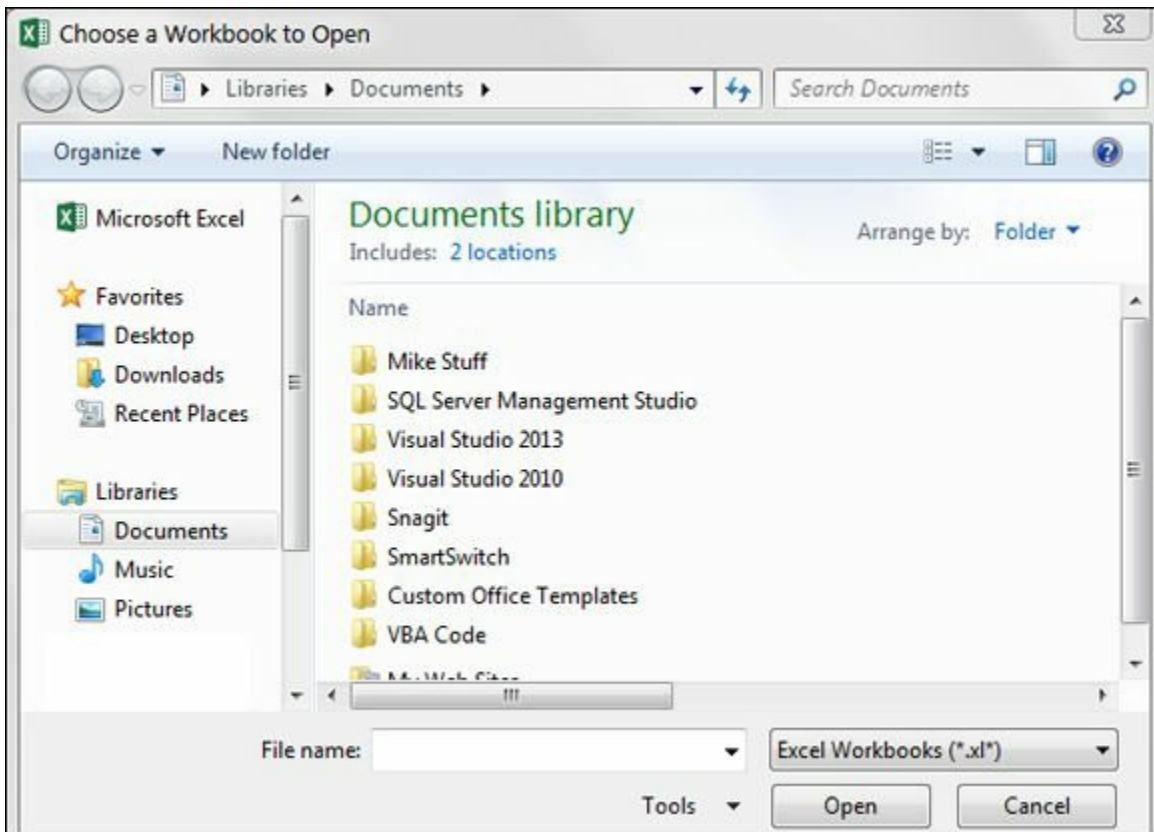 Choose a Workbook to Open
Libraries Documents Search Documents
Organize New folder
Microsoft Excel
Favorites
Desktop
Downloads
Recent Places
Libraries
Documents
Music
Pictures
Documents library
Includes: 2 locations
Arrange by: Folder
Name
Mike Stuff
SQL Server Management Studio
Visual Studio 2013
Visual Studio 2010
Snagit
SmartSwitch
Custom Office Templates
VBA Code
My Web Sites
File name: Excel Workbooks (*.xl*)
Tools Open Cancel